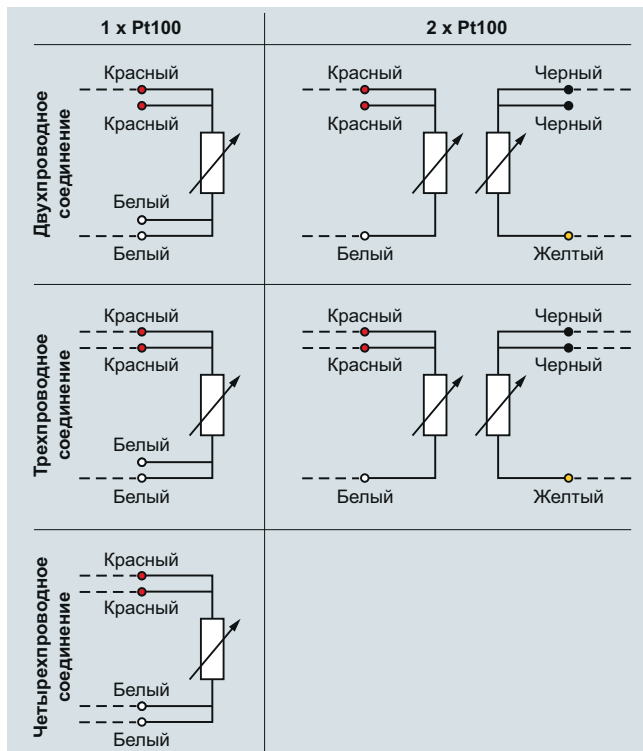 1 x Pt100
2 x Pt100
Двухпроводное
соединение
Красный
Красный
Белый
Белый
Красный
Красный
Белый
Черный
Черный
Желтый
Трехпроводное
соединение
Красный
Красный
Белый
Белый
Красный
Красный
Белый
Черный
Черный
Желтый
Четырехпроводное
соединение
Красный
Красный
Белый
Белый